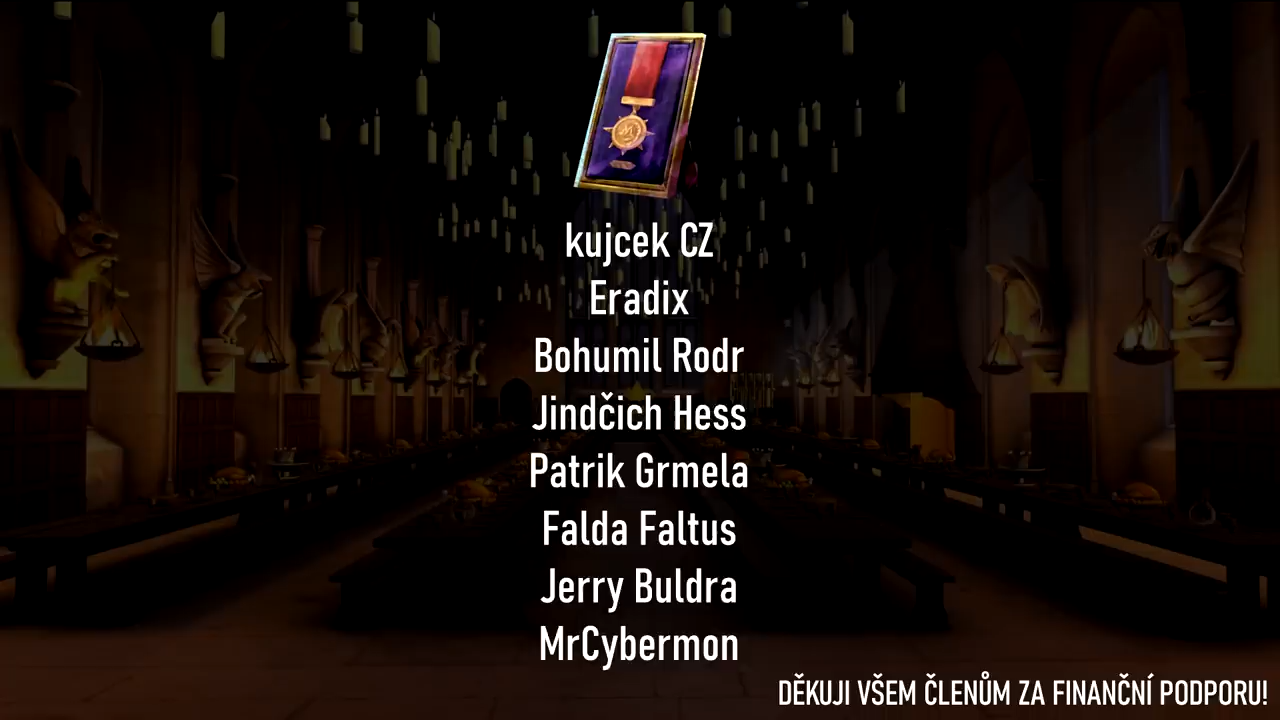 kujcek CZ
Eradix
Bohumil Rodr
Jindčich Hess
Patrik Grmela
Falda Faltus
Jerry Buldra
MrCybermon
DĚKUJI VŠEM ČLENŮM ZA FINANČNÍ PODPORU!